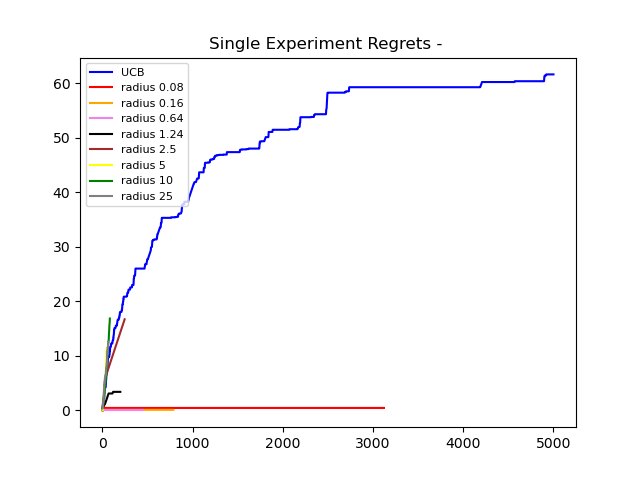 Single Experiment Regrets -
60
50
40
30
20
10
0
UCB
radius 0.08
radius 0.16
radius 0.64
radius 1.24
radius 2.5
radius 5
radius 10
radius 25
0 1000 2000 3000 4000 5000